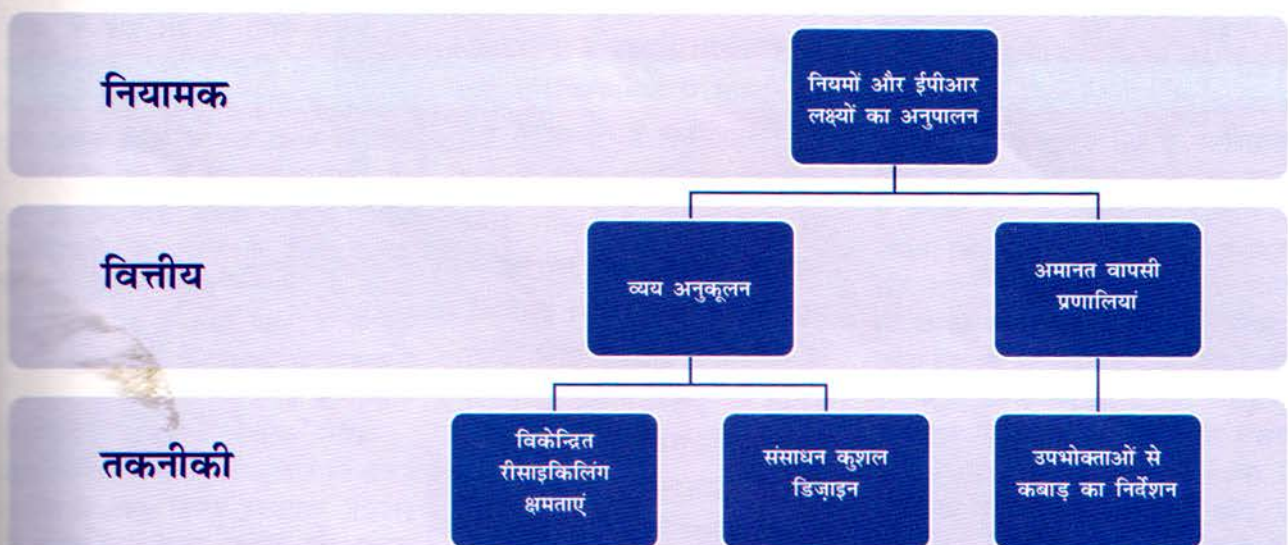 नियामक
नियमों और ईपीआर
लक्ष्यों का अनुपालन
वित्तीय
व्यय अनुकूलन
अमानत वापसी
प्रणालियां
तकनीकी
विकेन्द्रित
रीसाइकिलिंग
क्षमताएं
संसाधन कुशल
डिज़ाइन
उपभोक्ताओं से
कबाड़ का निर्देशन